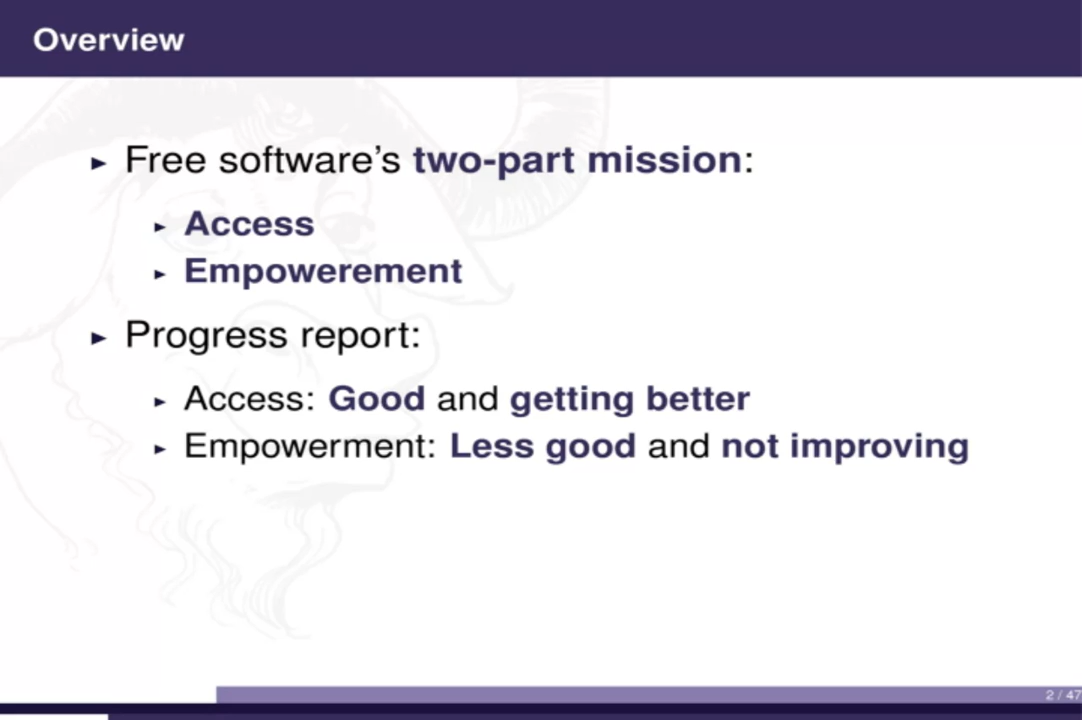 Overview
► Free software’s two-part mission:
► Access
► Empowerement
► Progress report:
► Access: Good and getting better
► Empowerment: Less good and not improving
2 / 47